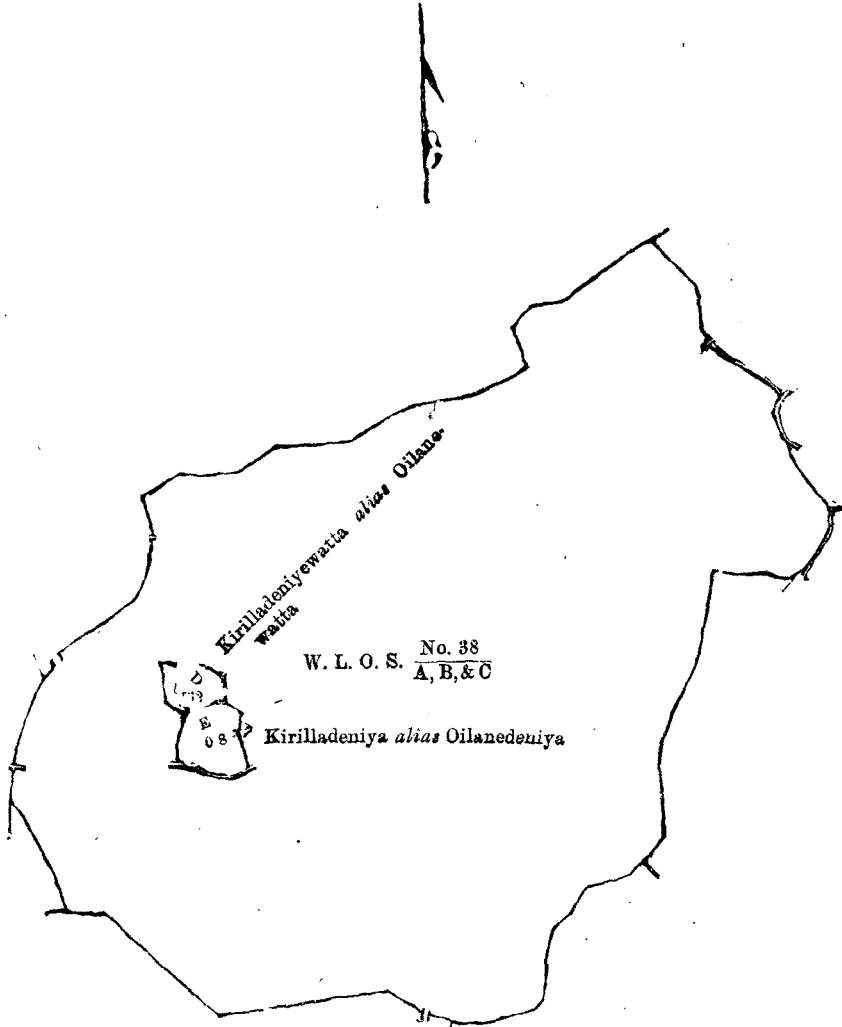 Kirilladeniyewatta alias Oilane-
watta
W. L. O. S. No. 38
A, B, & C
D
E
Kirilladeniya alias Oilanedeniya